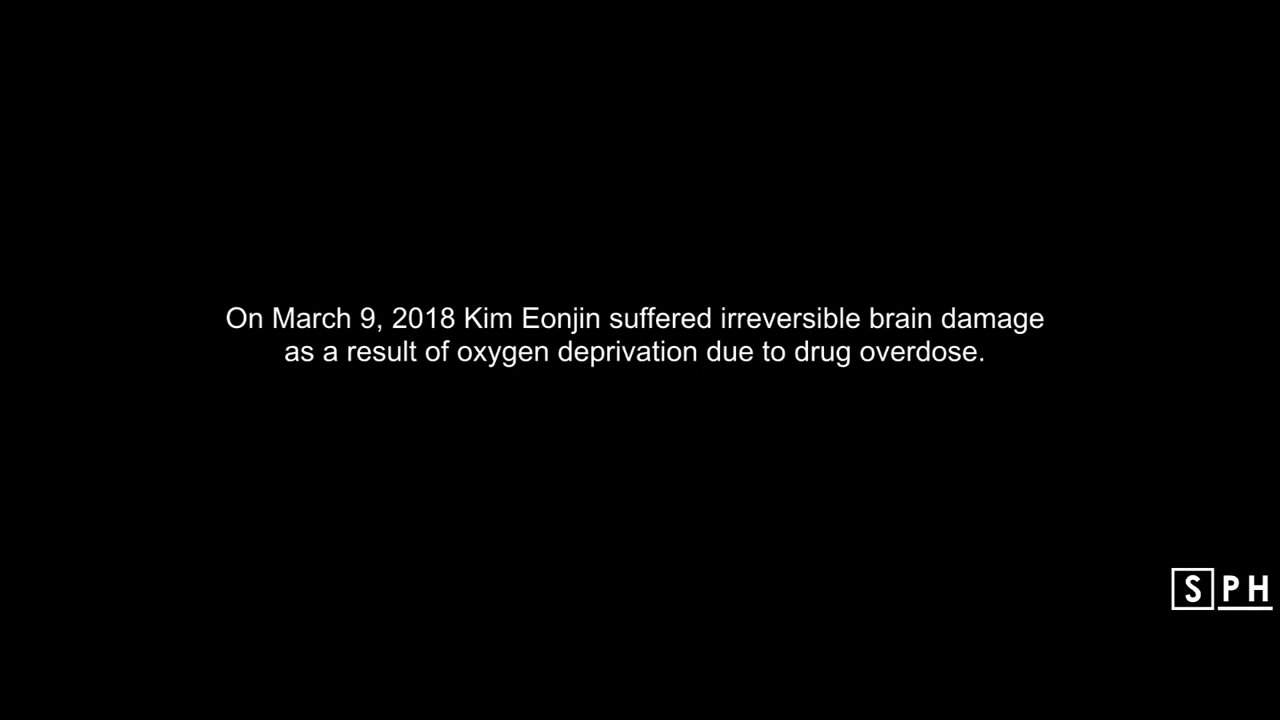 On March 9, 2018 Kim Eonjin suffered irreversible brain damage
as a result of oxygen deprivation due to drug overdose.
SPH